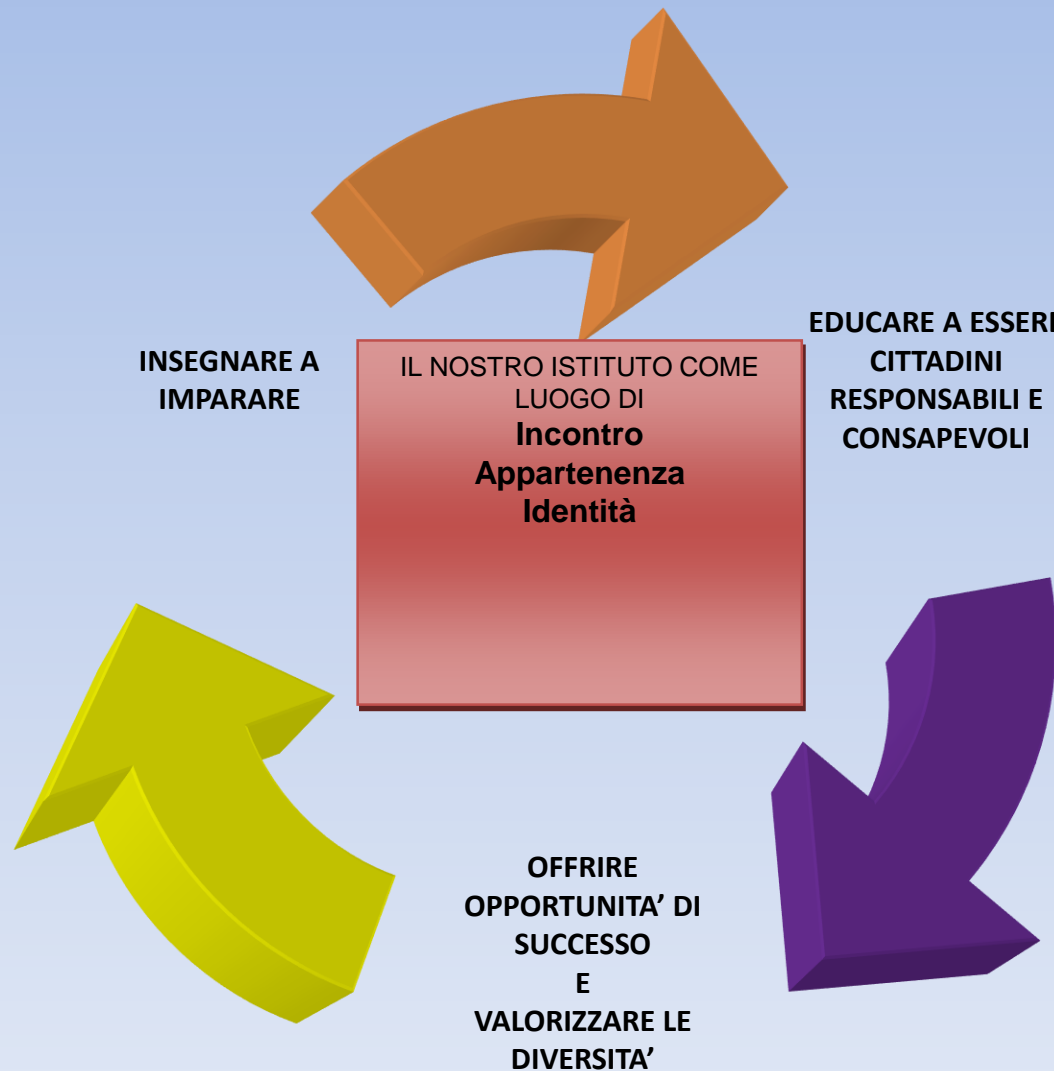 INSEGNARE A
IMPARARE
IL NOSTRO ISTITUTO COME
LUOGO DI
Incontro
Appartenenza
Identità
EDUCARE A ESSERE
CITTADINI
RESPONSABILI E
CONSAPEVOLI
OFFRIRE
OPPORTUNITA’ DI
SUCCESSO
E
VALORIZZARE LE
DIVERSITA’